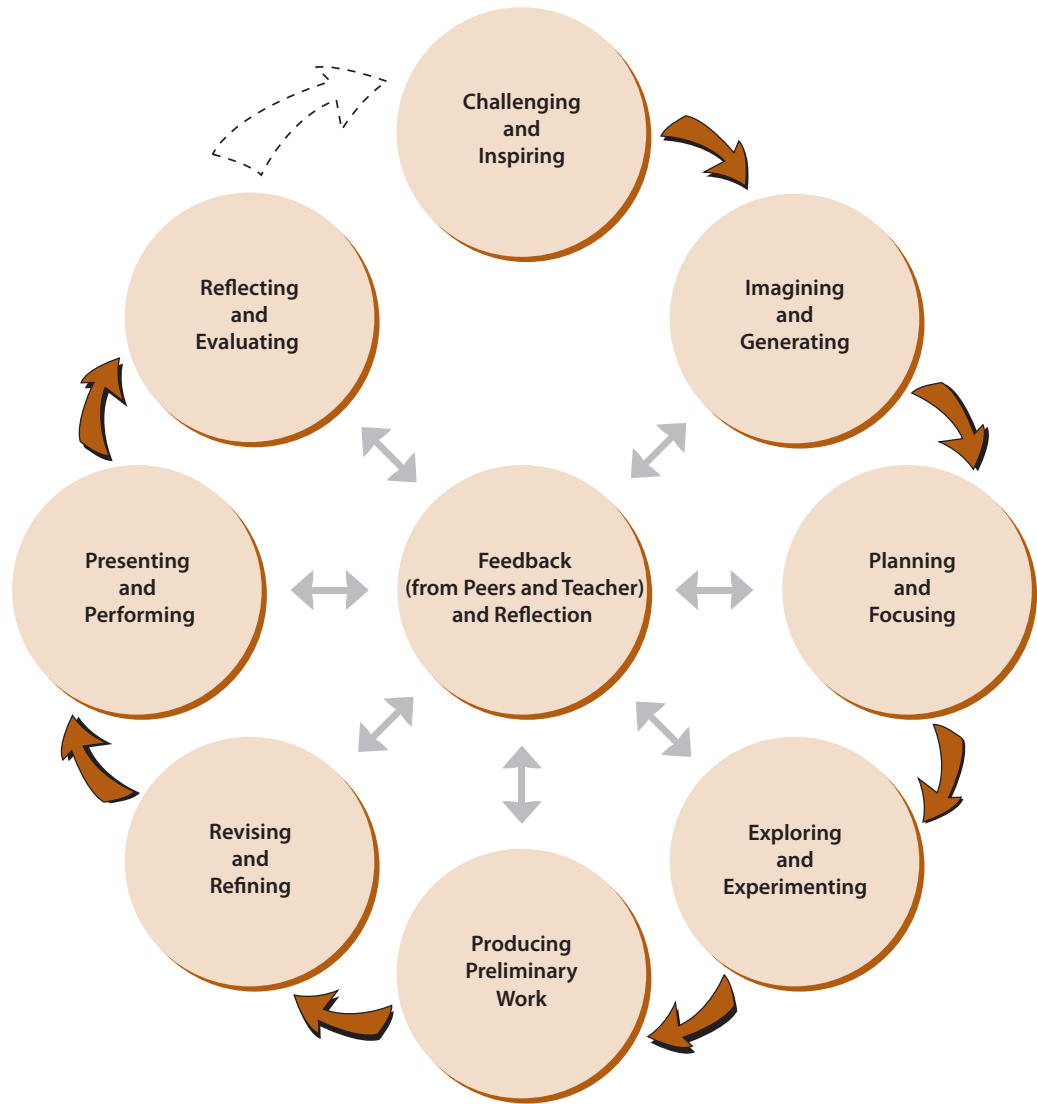 Challenging
and
Inspiring
Imagining
and
Generating
Planning
and
Focusing
Exploring
and
Experimenting
Producing
Preliminary
Work
Revising
and
Refining
Presenting
and
Performing
Reflecting
and
Evaluating
Feedback
(from Peers and Teacher)
and Reflection